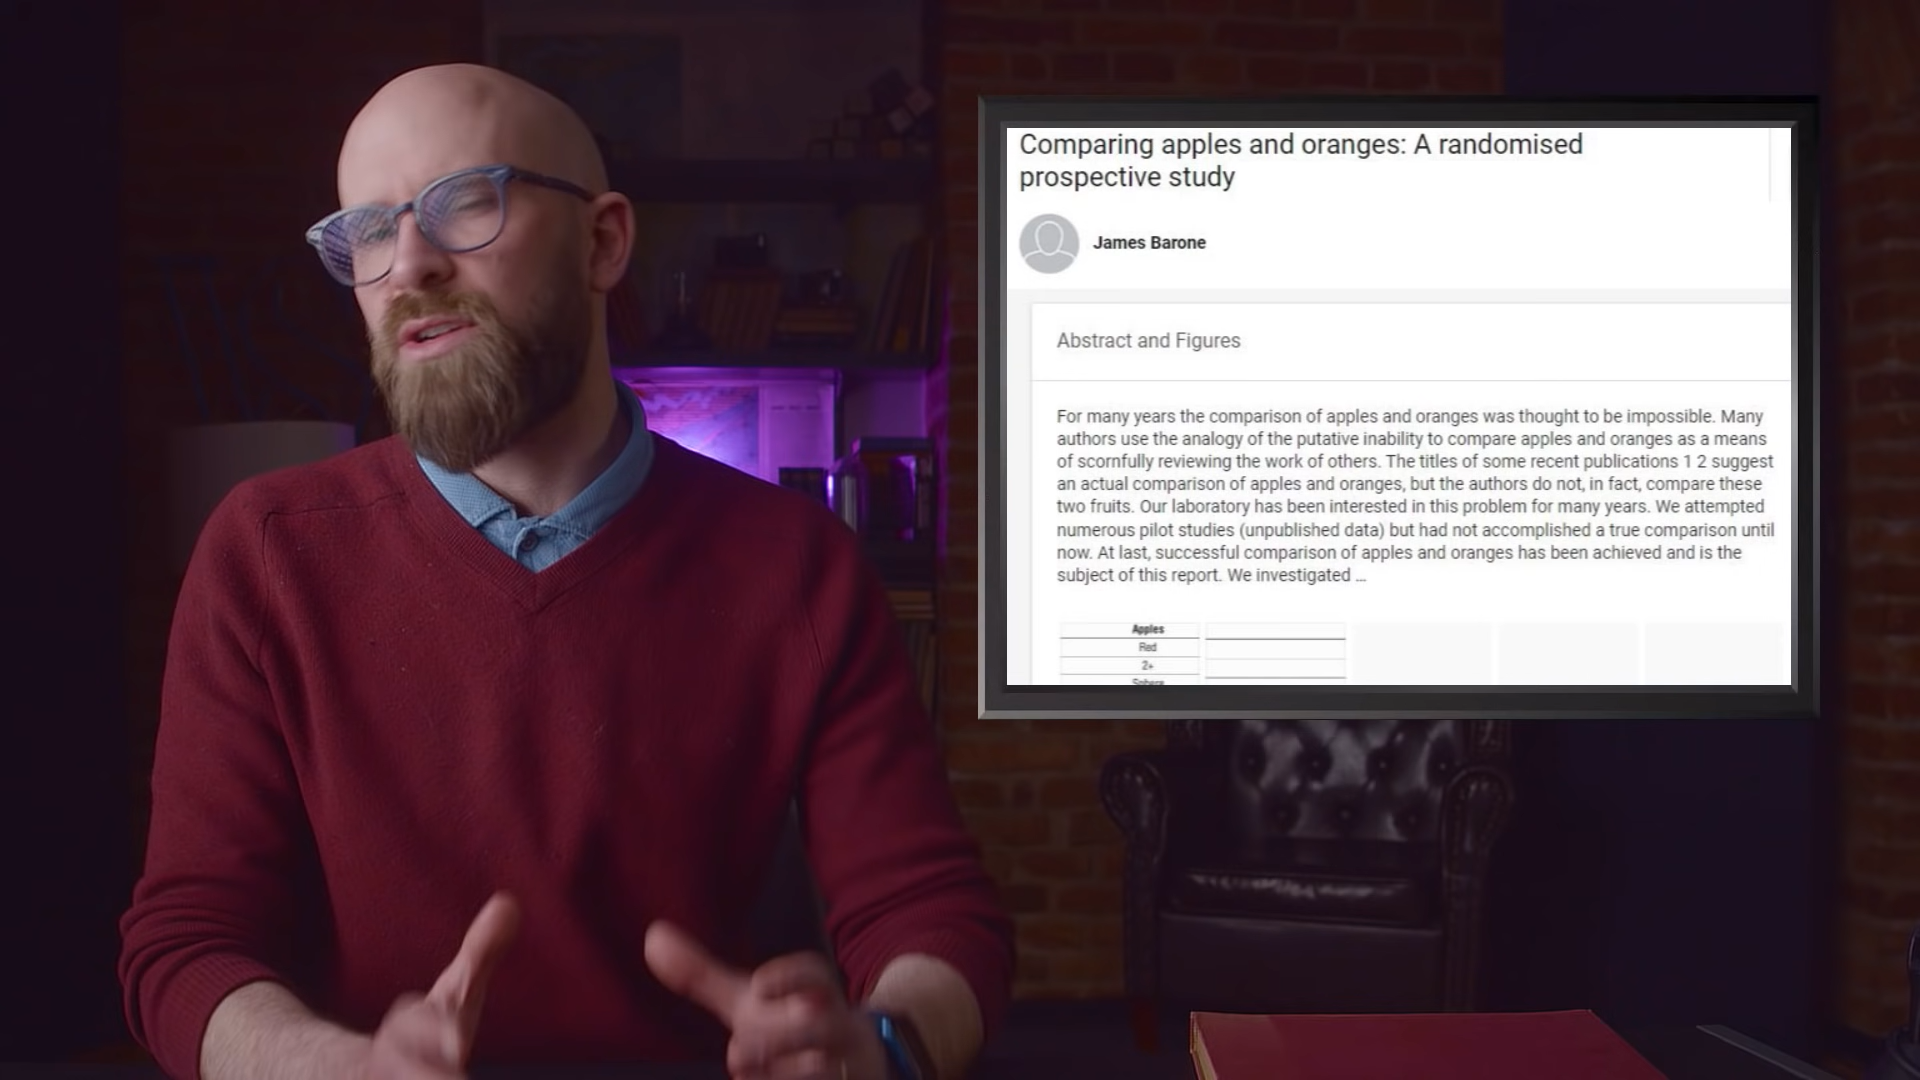 Comparing apples and oranges: A randomised
prospective study
James Barone
Abstract and Figures
For many years the comparison of apples and oranges was thought to be impossible. Many
authors use the analogy of the putative inability to compare apples and oranges as a means
of scornfully reviewing the work of others. The titles of some recent publications 1 2 suggest
an actual comparison of apples and oranges, but the authors do not, in fact, compare these
two fruits. Our laboratory has been interested in this problem for many years. We attempted
numerous pilot studies (unpublished data) but had not accomplished a true comparison until
now. At last, successful comparison of apples and oranges has been achieved and is the
subject of this report. We investigated ...
Apples
Red
2+